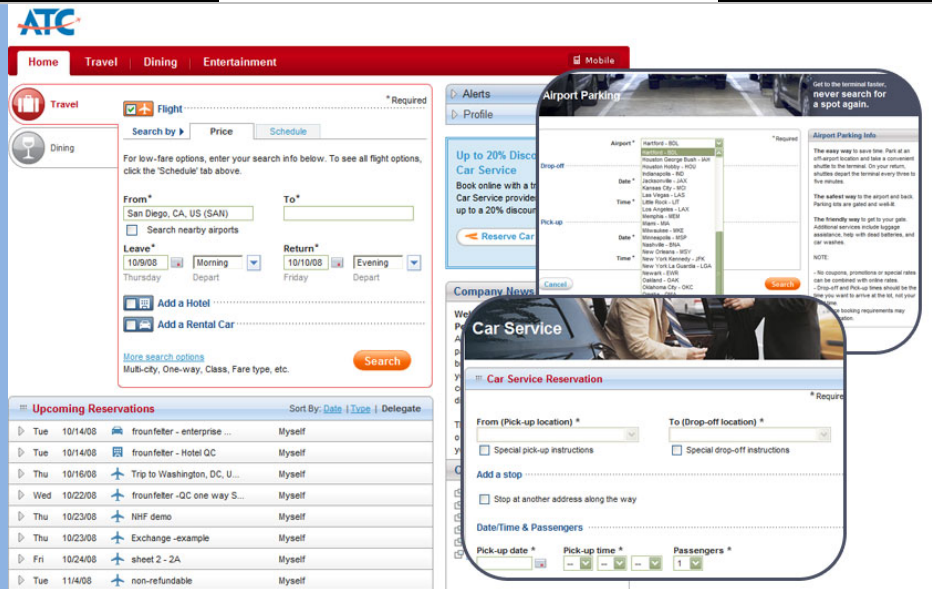 ATC
Home Travel Dining Entertainment
Mobile
Travel
Dining
Flight
* Required
Search by Price Schedule
For low-fare options, enter your search info below. To see all flight options,
click the 'Schedule' tab above.
From* To*
San Diego, CA, US (SAN)
Search nearby airports
Leave* Return*
10/9/08 Morning 10/10/08 Evening
Thursday Depart Friday Depart
Add a Hotel
Add a Rental Car
More search options
Multi-city, One-way, Class, Fare type, etc.
Search
Upcoming Reservations Sort By: Date | Type | Delegate
Tue 10/14/08 frounfelter - enterprise ... Myself
Tue 10/14/08 frounfelter - Hotel QC Myself
Thu 10/16/08 Trip to Washington, DC, U... Myself
Wed 10/22/08 frounfelter -QC one way S... Myself
Thu 10/23/08 NHF demo Myself
Thu 10/23/08 Exchange -example Myself
Fri 10/24/08 sheet 2 - 2A Myself
Tue 11/4/08 non-refundable Myself
Alerts
Profile
Up to 20% Disco
Car Service
Book online with a tr
Car Service provide
up to a 20% discoun
Reserve Car
Company News
Airport Parking
Get to the terminal faster,
never search for
a spot again.
* Required
Airport * Hartford - BDL
Hartford - BDL
Houston George Bush - IAH
Houston Hobby - HOU
Indianapolis - IND
Jacksonville - JAX
Kansas City - MCI
Las Vegas - LAS
Little Rock - LIT
Los Angeles - LAX
Memphis - MEM
Miami - MIA
Milwaukee - MKE
Minneapolis - MSP
Nashville - BNA
New Orleans - MSY
New York Kennedy - JFK
New York La Guardia - LGA
Newark - EWR
Oakland - OAK
Oklahoma City - OKC
Drop-off
Date *
Time *
Pick-up
Date *
Time *
Cancel
Search
Airport Parking Info
The easy way to save time. Park at an
off-airport location and take a convenient
shuttle to the terminal. On your return,
shuttles depart the terminal every three to
five minutes.
The safest way to the airport and back.
Parking lots are gated and well-lit.
The friendly way to get to your gate.
Additional services include luggage
assistance, help with dead batteries, and
car washes.
NOTE:
- No coupons, promotions or special rates
can be combined with online rates.
- Drop-off and Pick-up times should be the
time you want to arrive at the lot, not your
time.
booking requirements may
Car Service
Car Service Reservation
* Require
From (Pick-up location) * To (Drop-off location) *
Special pick-up instructions Special drop-off instructions
Add a stop
Stop at another address along the way
Date/Time & Passengers
Pick-up date * Pick-up time * Passengers *
-- -- -- 1